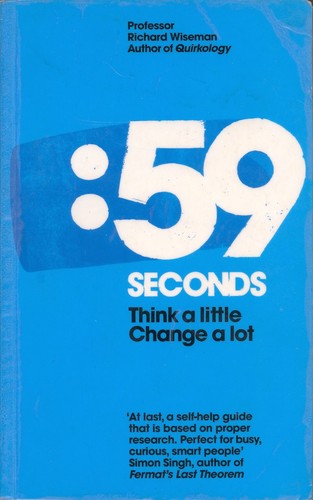 Professor
Richard Wiseman
Author of Quirkology
:59
SECONDS
Think a little
Change a lot
'At last, a self-help guide
that is based on proper
research. Perfect for busy,
curious, smart people'
Simon Singh, author of
Fermat's Last Theorem